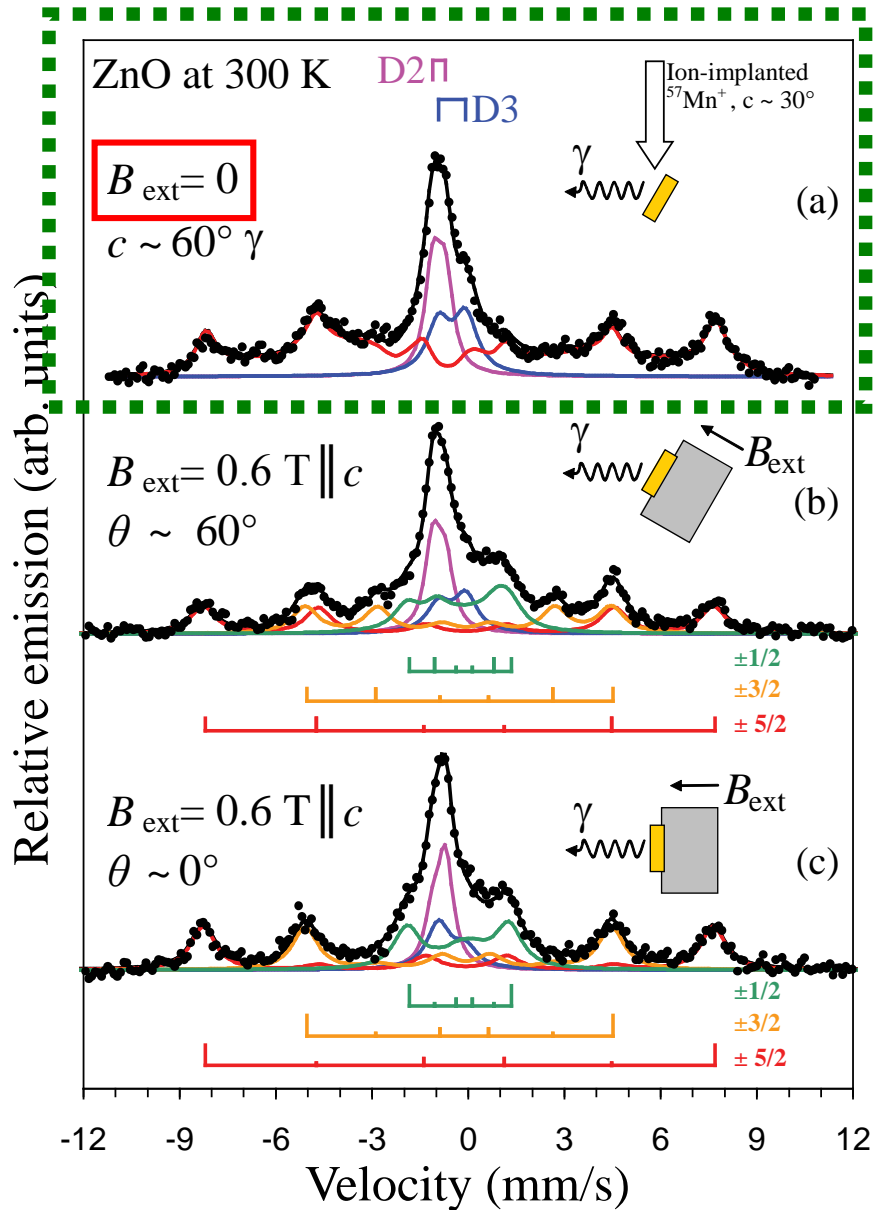 ZnO at 300 K
D2
D3
Ion-implanted
⁵⁷Mn⁺, c ~ 30°
B ext = 0
c ~ 60° γ
γ
(a)
Relative emission (arb. units)
B ext = 0.6 T || c
θ ~ 60°
γ
B ext
(b)
±1/2
±3/2
± 5/2
B ext = 0.6 T || c
θ ~ 0°
γ
B ext
(c)
±1/2
±3/2
± 5/2
-12 -9 -6 -3 0 3 6 9 12
Velocity (mm/s)